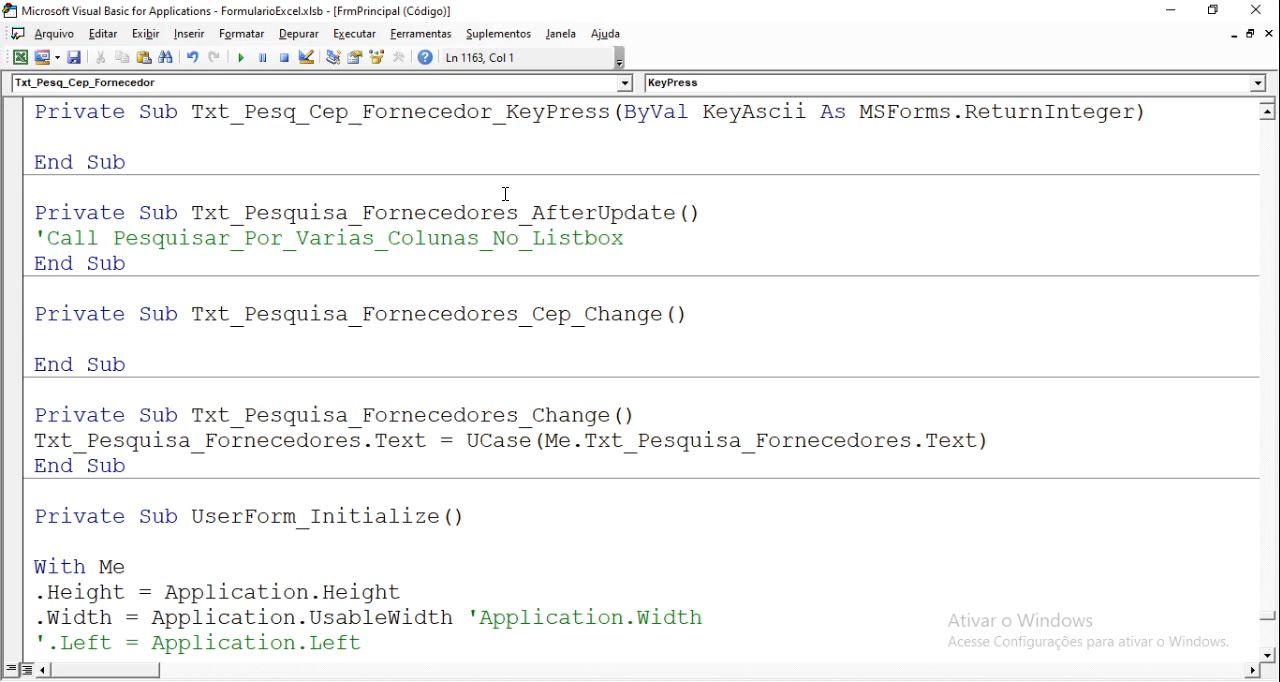 Microsoft Visual Basic for Applications - FormularioExcel.xlsb - [FrmPrincipal (Código)]
Arquivo Editar Exibir Inserir Formatar Depurar Executar Ferramentas Suplementos Janela Ajuda
Ln 1163, Col 1
Txt_Pesq_Cep_Fornecedor KeyPress
Private Sub Txt_Pesq_Cep_Fornecedor_KeyPress(ByVal KeyAscii As MSForms.ReturnInteger)
End Sub
Private Sub Txt_Pesquisa_Fornecedores_AfterUpdate()
'Call Pesquisar_Por_Varias_Colunas_No_Listbox
End Sub
Private Sub Txt_Pesquisa_Fornecedores_Cep_Change()
End Sub
Private Sub Txt_Pesquisa_Fornecedores_Change()
Txt_Pesquisa_Fornecedores.Text = UCase(Me.Txt_Pesquisa_Fornecedores.Text)
End Sub
Private Sub UserForm_Initialize()
With Me
.Height = Application.Height
.Width = Application.UsableWidth 'Application.Width
'.Left = Application.Left
Ativar o Windows
Acesse Configurações para ativar o Windows.